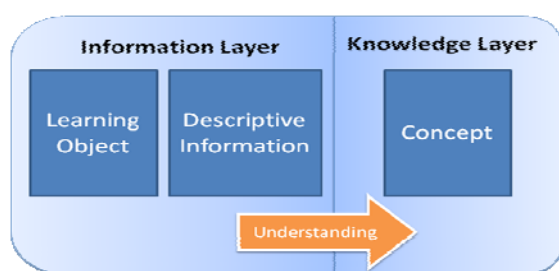 Information Layer
Knowledge Layer
Learning
Object
Descriptive
Information
Concept
Understanding